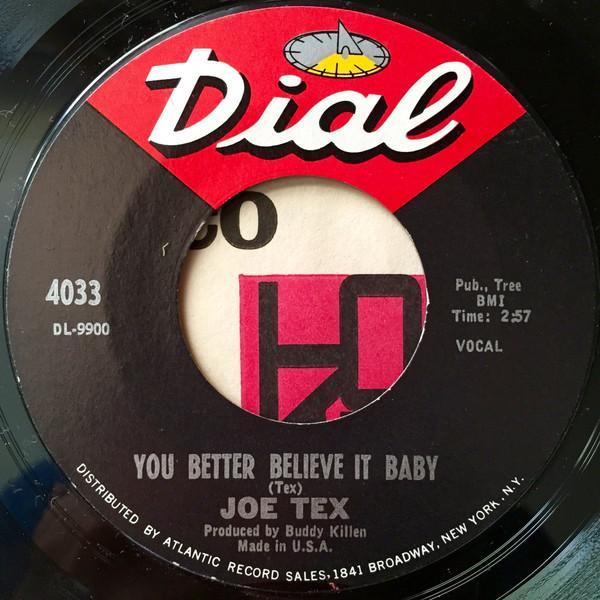 Dial
CO
4033
DL-9900
Pub., Tree
BMI
Time: 2:57
VOCAL
YOU BETTER BELIEVE IT BABY
(Tex)
JOE TEX
Produced by Buddy Killen
Made in U.S.A.
DISTRIBUTED BY ATLANTIC RECORD SALES, 1841 BROADWAY, NEW YORK, N.Y.